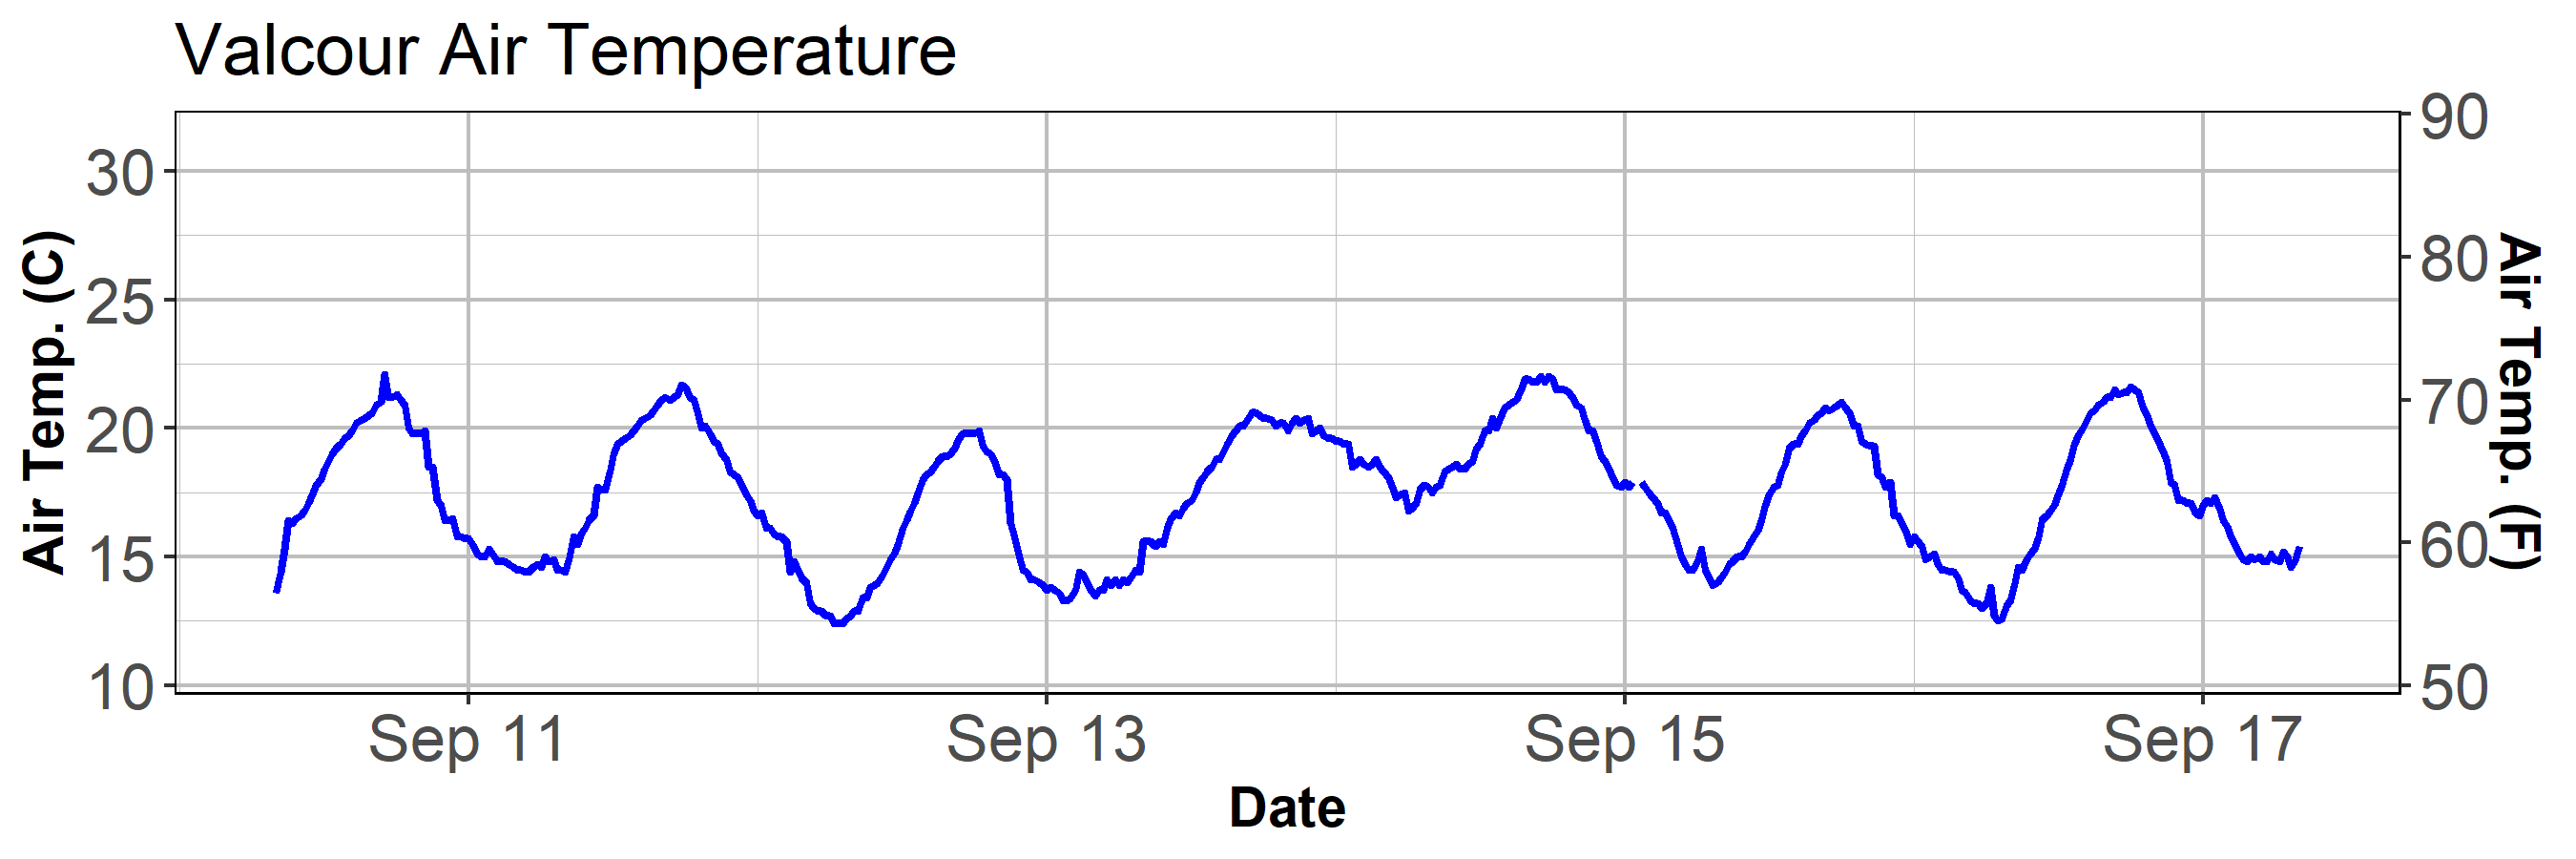 Valcour Air Temperature
Air Temp. (C)
30
25
20
15
10
90
80
70
60
50
Air Temp. (F)
Sep 11
Sep 13
Sep 15
Sep 17
Date